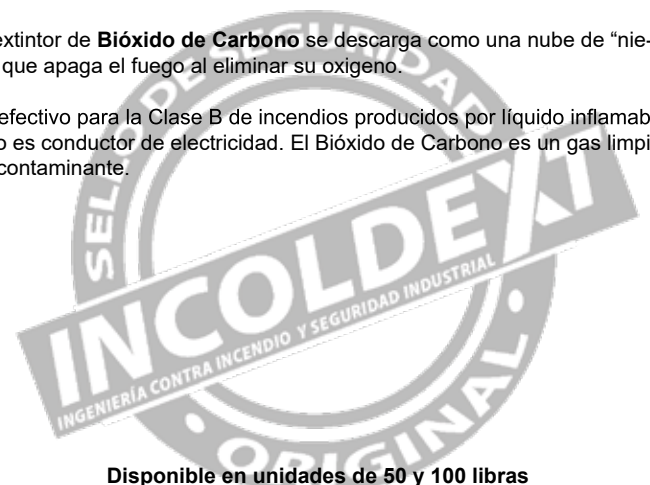 extintor de Bióxido de Carbono se descarga como una nube de “nie-
que apaga el fuego al eliminar su oxigeno.
efectivo para la Clase B de incendios producidos por líquido inflamab
o es conductor de electricidad. El Bióxido de Carbono es un gas limpi
contaminante.
SELLO DE SEGURIDAD
INCOLDEXT
INGENIERÍA CONTRA INCENDIO Y SEGURIDAD INDUSTRIAL
ORIGINAL
Disponible en unidades de 50 y 100 libras